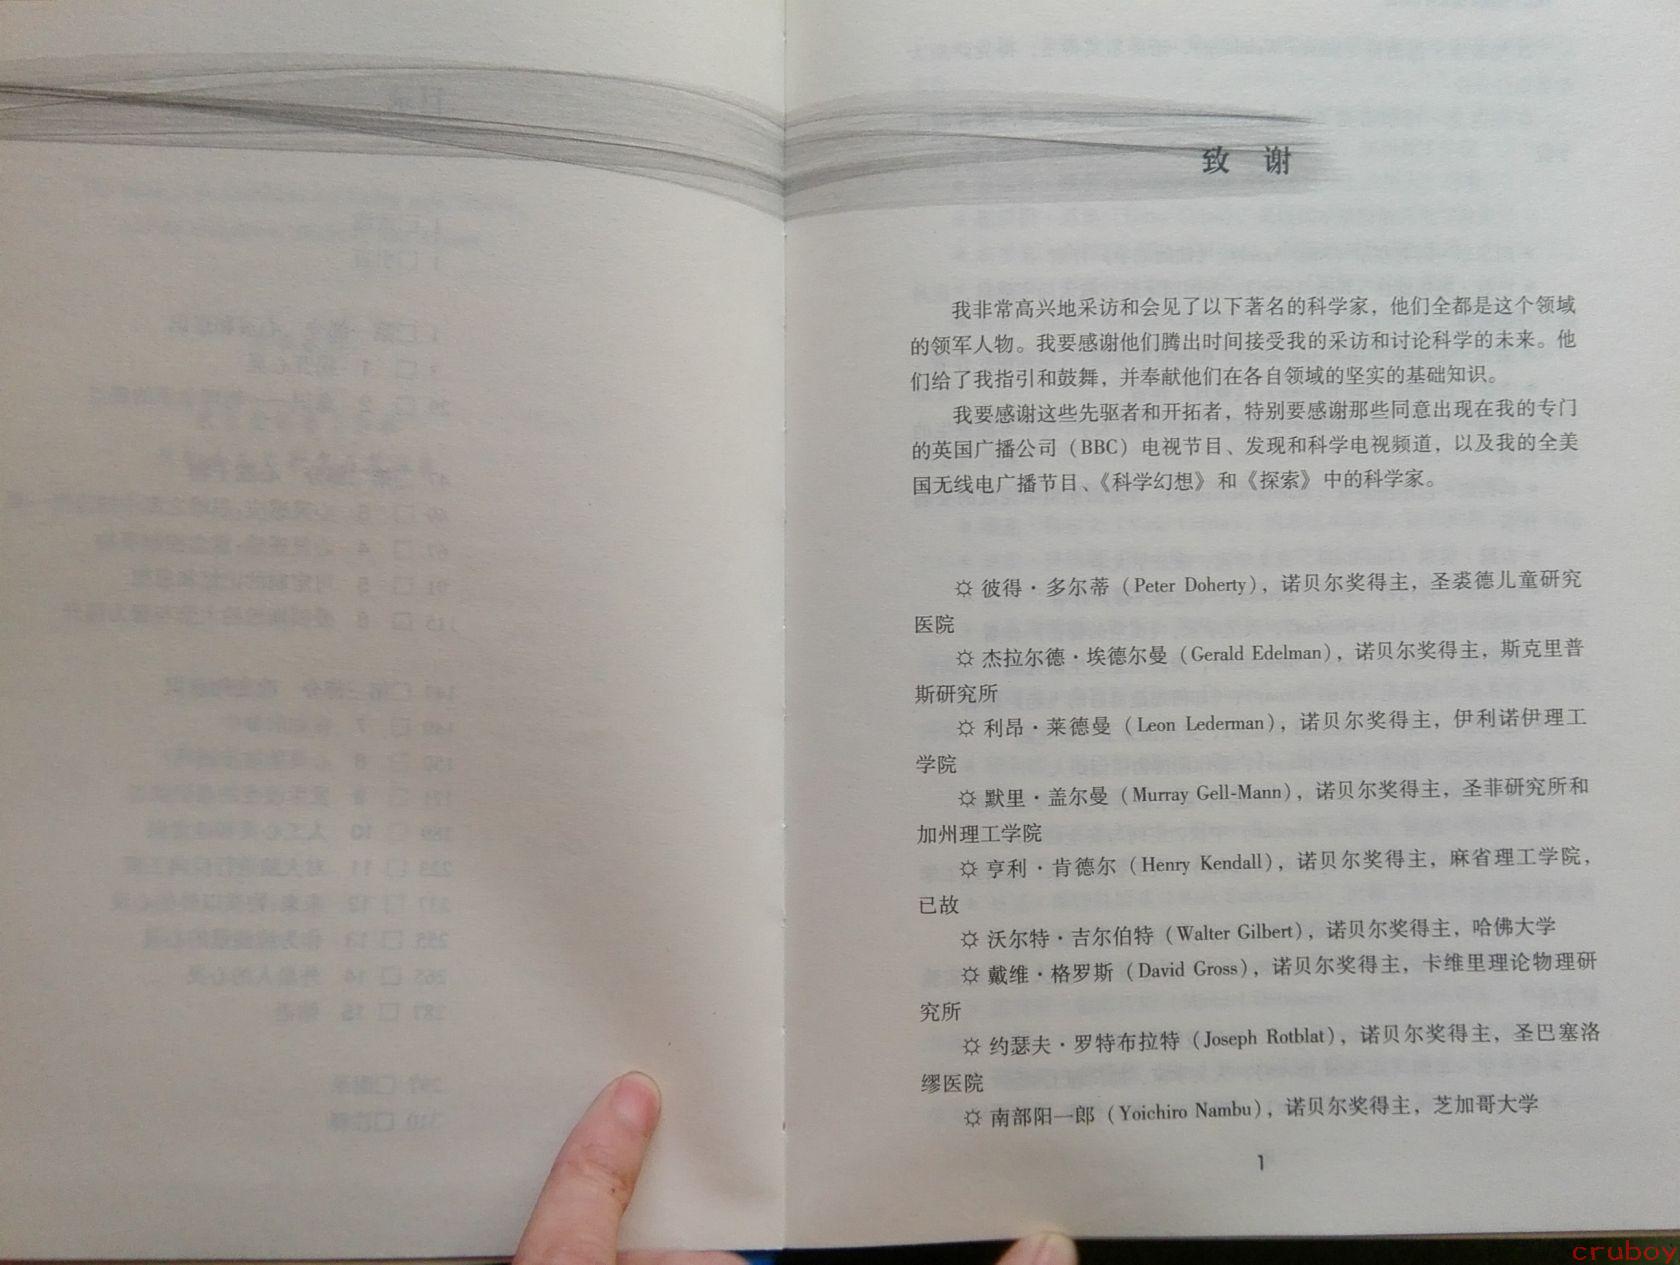 致 谢
我非常高兴地采访和会见了以下著名的科学家，他们全都是这个领域
的领军人物。我要感谢他们腾出时间接受我的采访和讨论科学的未来。他
们给了我指引和鼓舞，并奉献他们在各自领域的坚实的基础知识。
我要感谢这些先驱者和开拓者，特别要感谢那些同意出现在我的专门
的英国广播公司（BBC）电视节目、发现和科学电视频道，以及我的全美
国无线电广播节目、《科学幻想》和《探索》中的科学家。
☼ 彼得·多尔蒂（Peter Doherty），诺贝尔奖得主，圣裘德儿童研究
医院
☼ 杰拉尔德·埃德尔曼（Gerald Edelman），诺贝尔奖得主，斯克里普
斯研究所
☼ 利昂·莱德曼（Leon Lederman），诺贝尔奖得主，伊利诺伊理工
学院
☼ 默里·盖尔曼（Murray Gell-Mann），诺贝尔奖得主，圣菲研究所和
加州理工学院
☼ 亨利·肯德尔（Henry Kendall），诺贝尔奖得主，麻省理工学院，
已故
☼ 沃尔特·吉尔伯特（Walter Gilbert），诺贝尔奖得主，哈佛大学
☼ 戴维·格罗斯（David Gross），诺贝尔奖得主，卡维里理论物理研
究所
☼ 约瑟夫·罗特布拉特（Joseph Rotblat），诺贝尔奖得主，圣巴塞洛
缪医院
☼ 南部阳一郎（Yoichiro Nambu），诺贝尔奖得主，芝加哥大学
1
cruboy